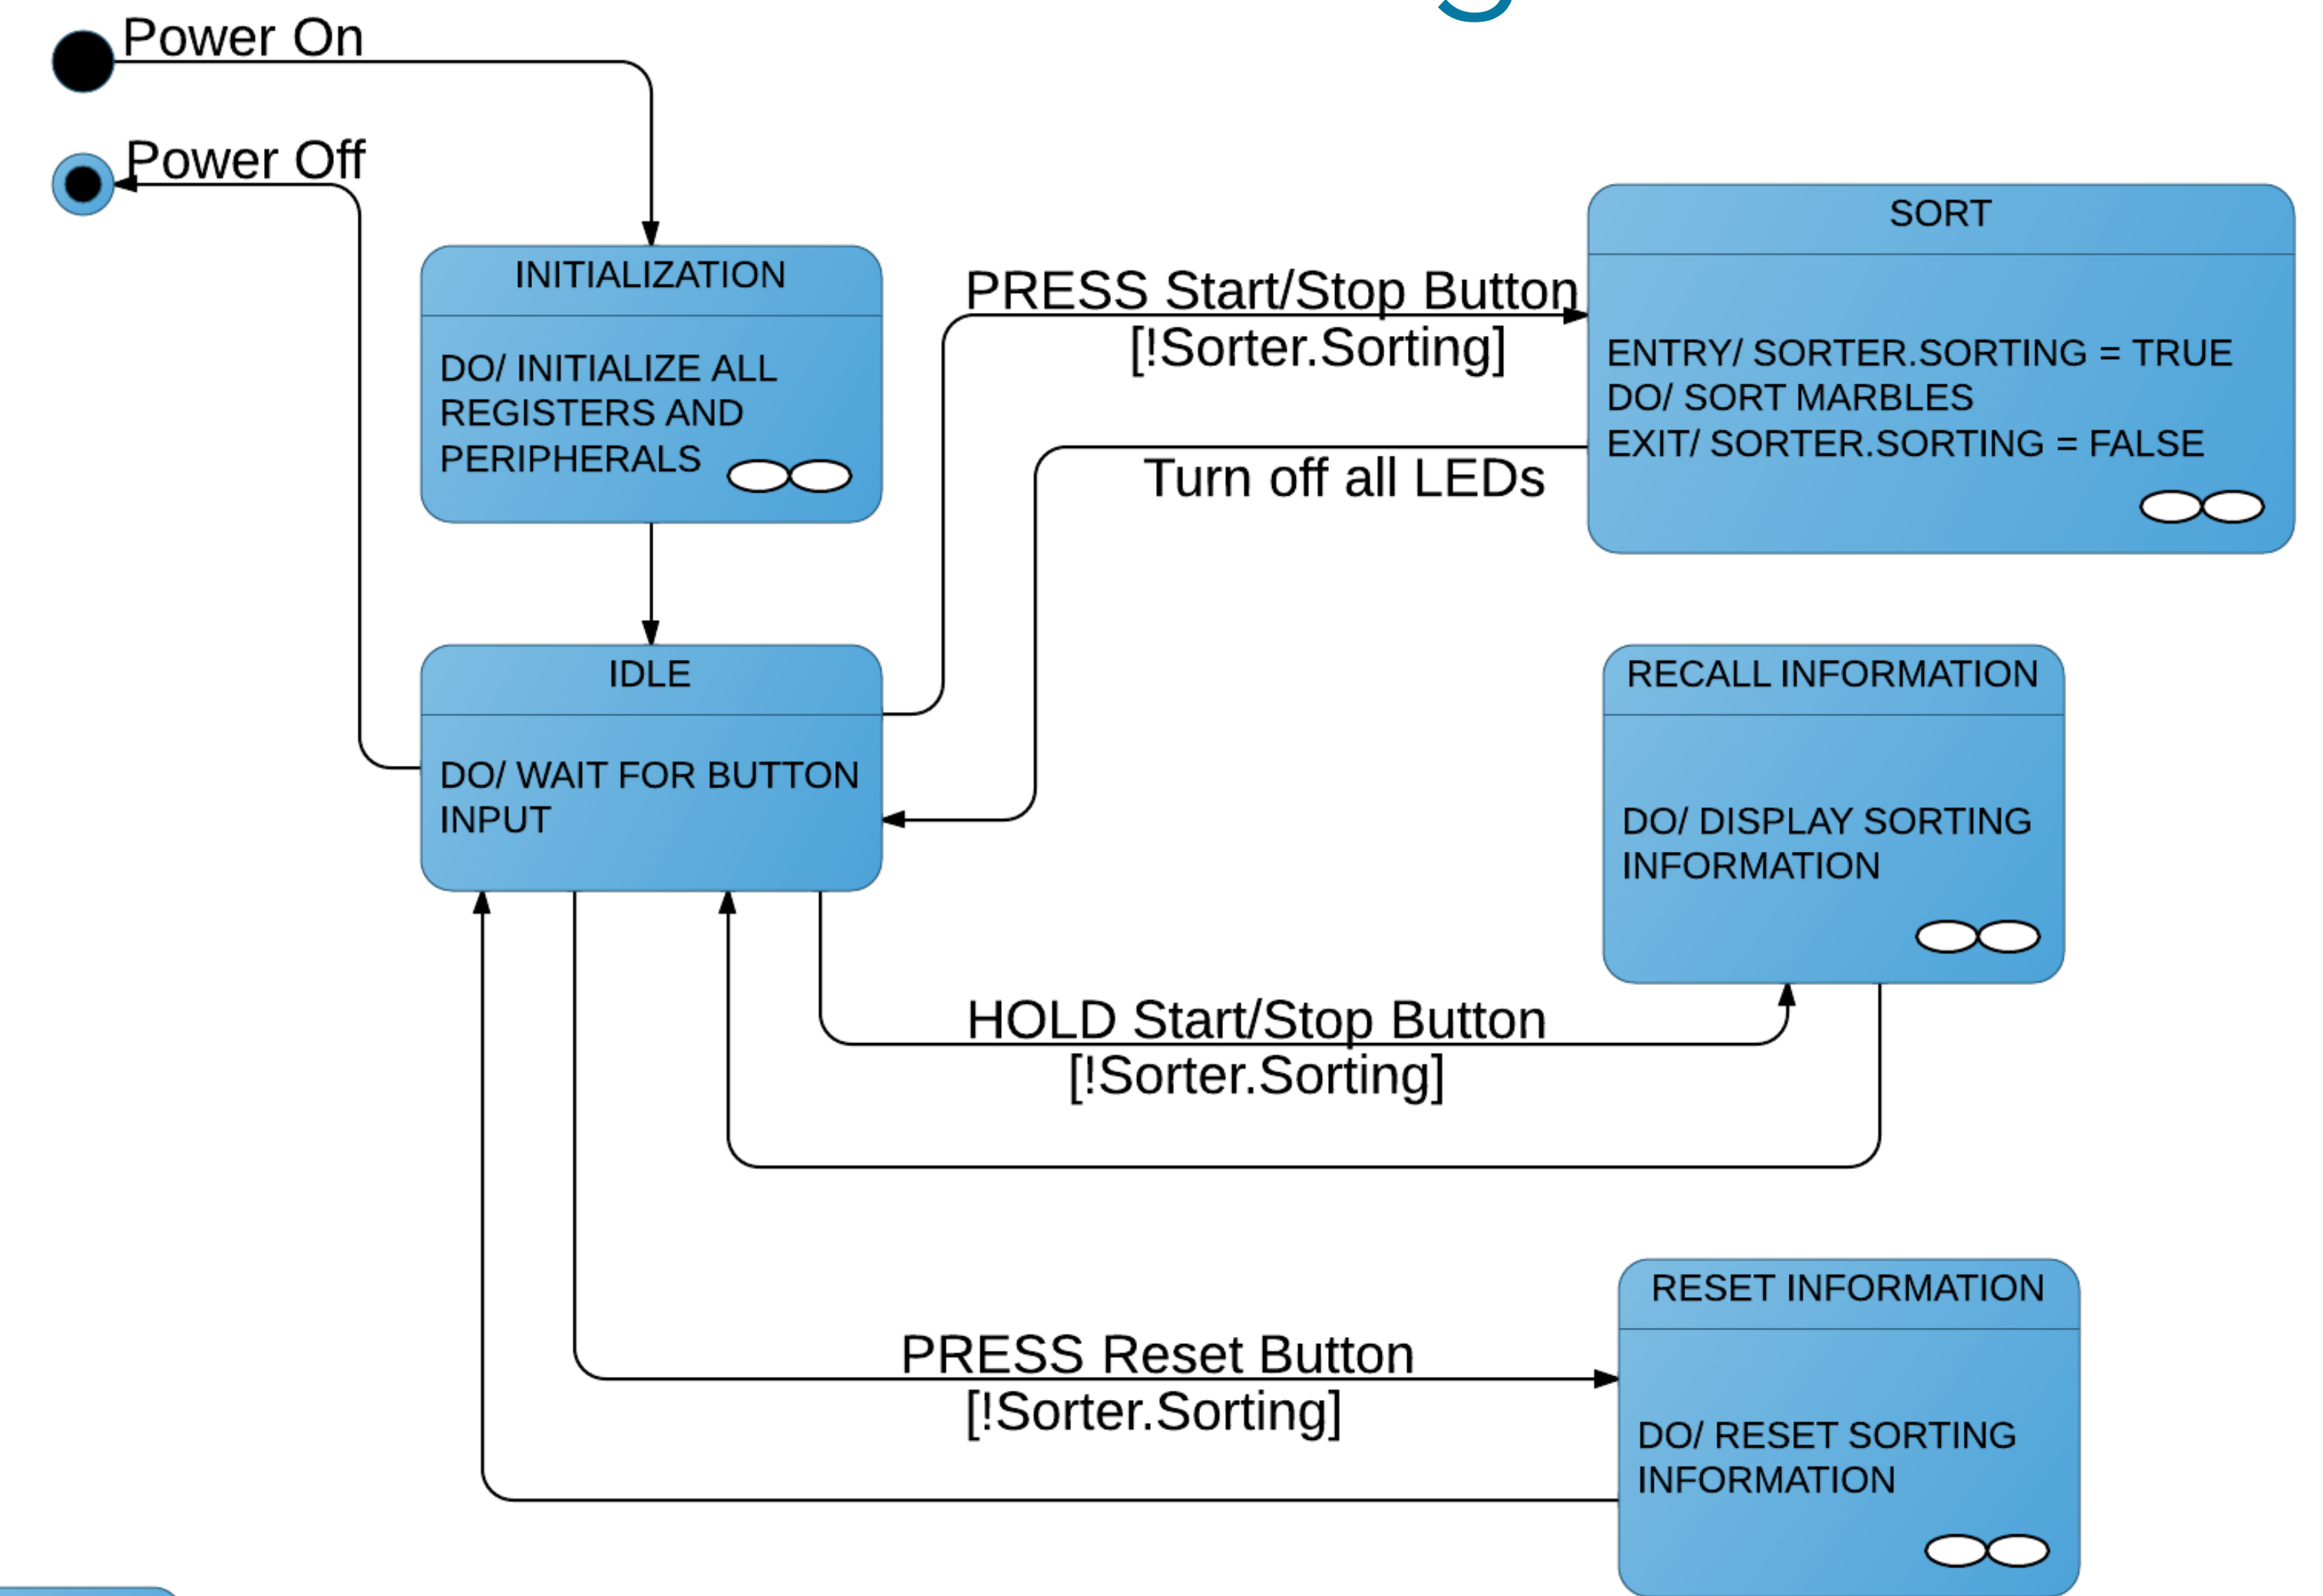 Power On
Power Off
INITIALIZATION
DO/ INITIALIZE ALL
REGISTERS AND
PERIPHERALS
PRESS Start/Stop Button
[!Sorter.Sorting]
SORT
ENTRY/ SORTER.SORTING = TRUE
DO/ SORT MARBLES
EXIT/ SORTER.SORTING = FALSE
Turn off all LEDs
IDLE
DO/ WAIT FOR BUTTON
INPUT
RECALL INFORMATION
DO/ DISPLAY SORTING
INFORMATION
HOLD Start/Stop Button
[!Sorter.Sorting]
PRESS Reset Button
[!Sorter.Sorting]
RESET INFORMATION
DO/ RESET SORTING
INFORMATION